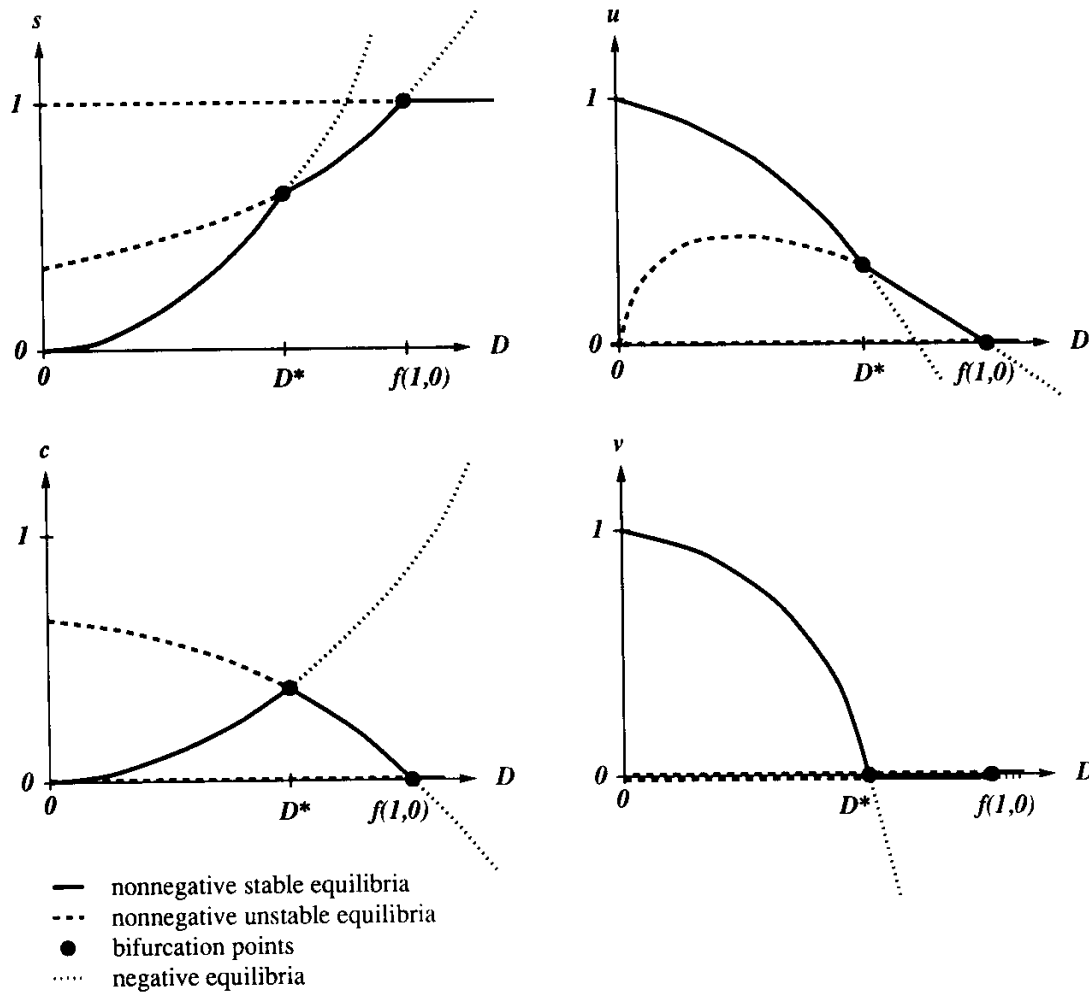 s
1
0
0
D*
f(1,0)
D
u
1
0
0
D*
f(1,0)
D
c
1
0
0
D*
f(1,0)
D
v
1
0
0
D*
f(1,0)
D
nonnegative stable equilibria
nonnegative unstable equilibria
bifurcation points
negative equilibria